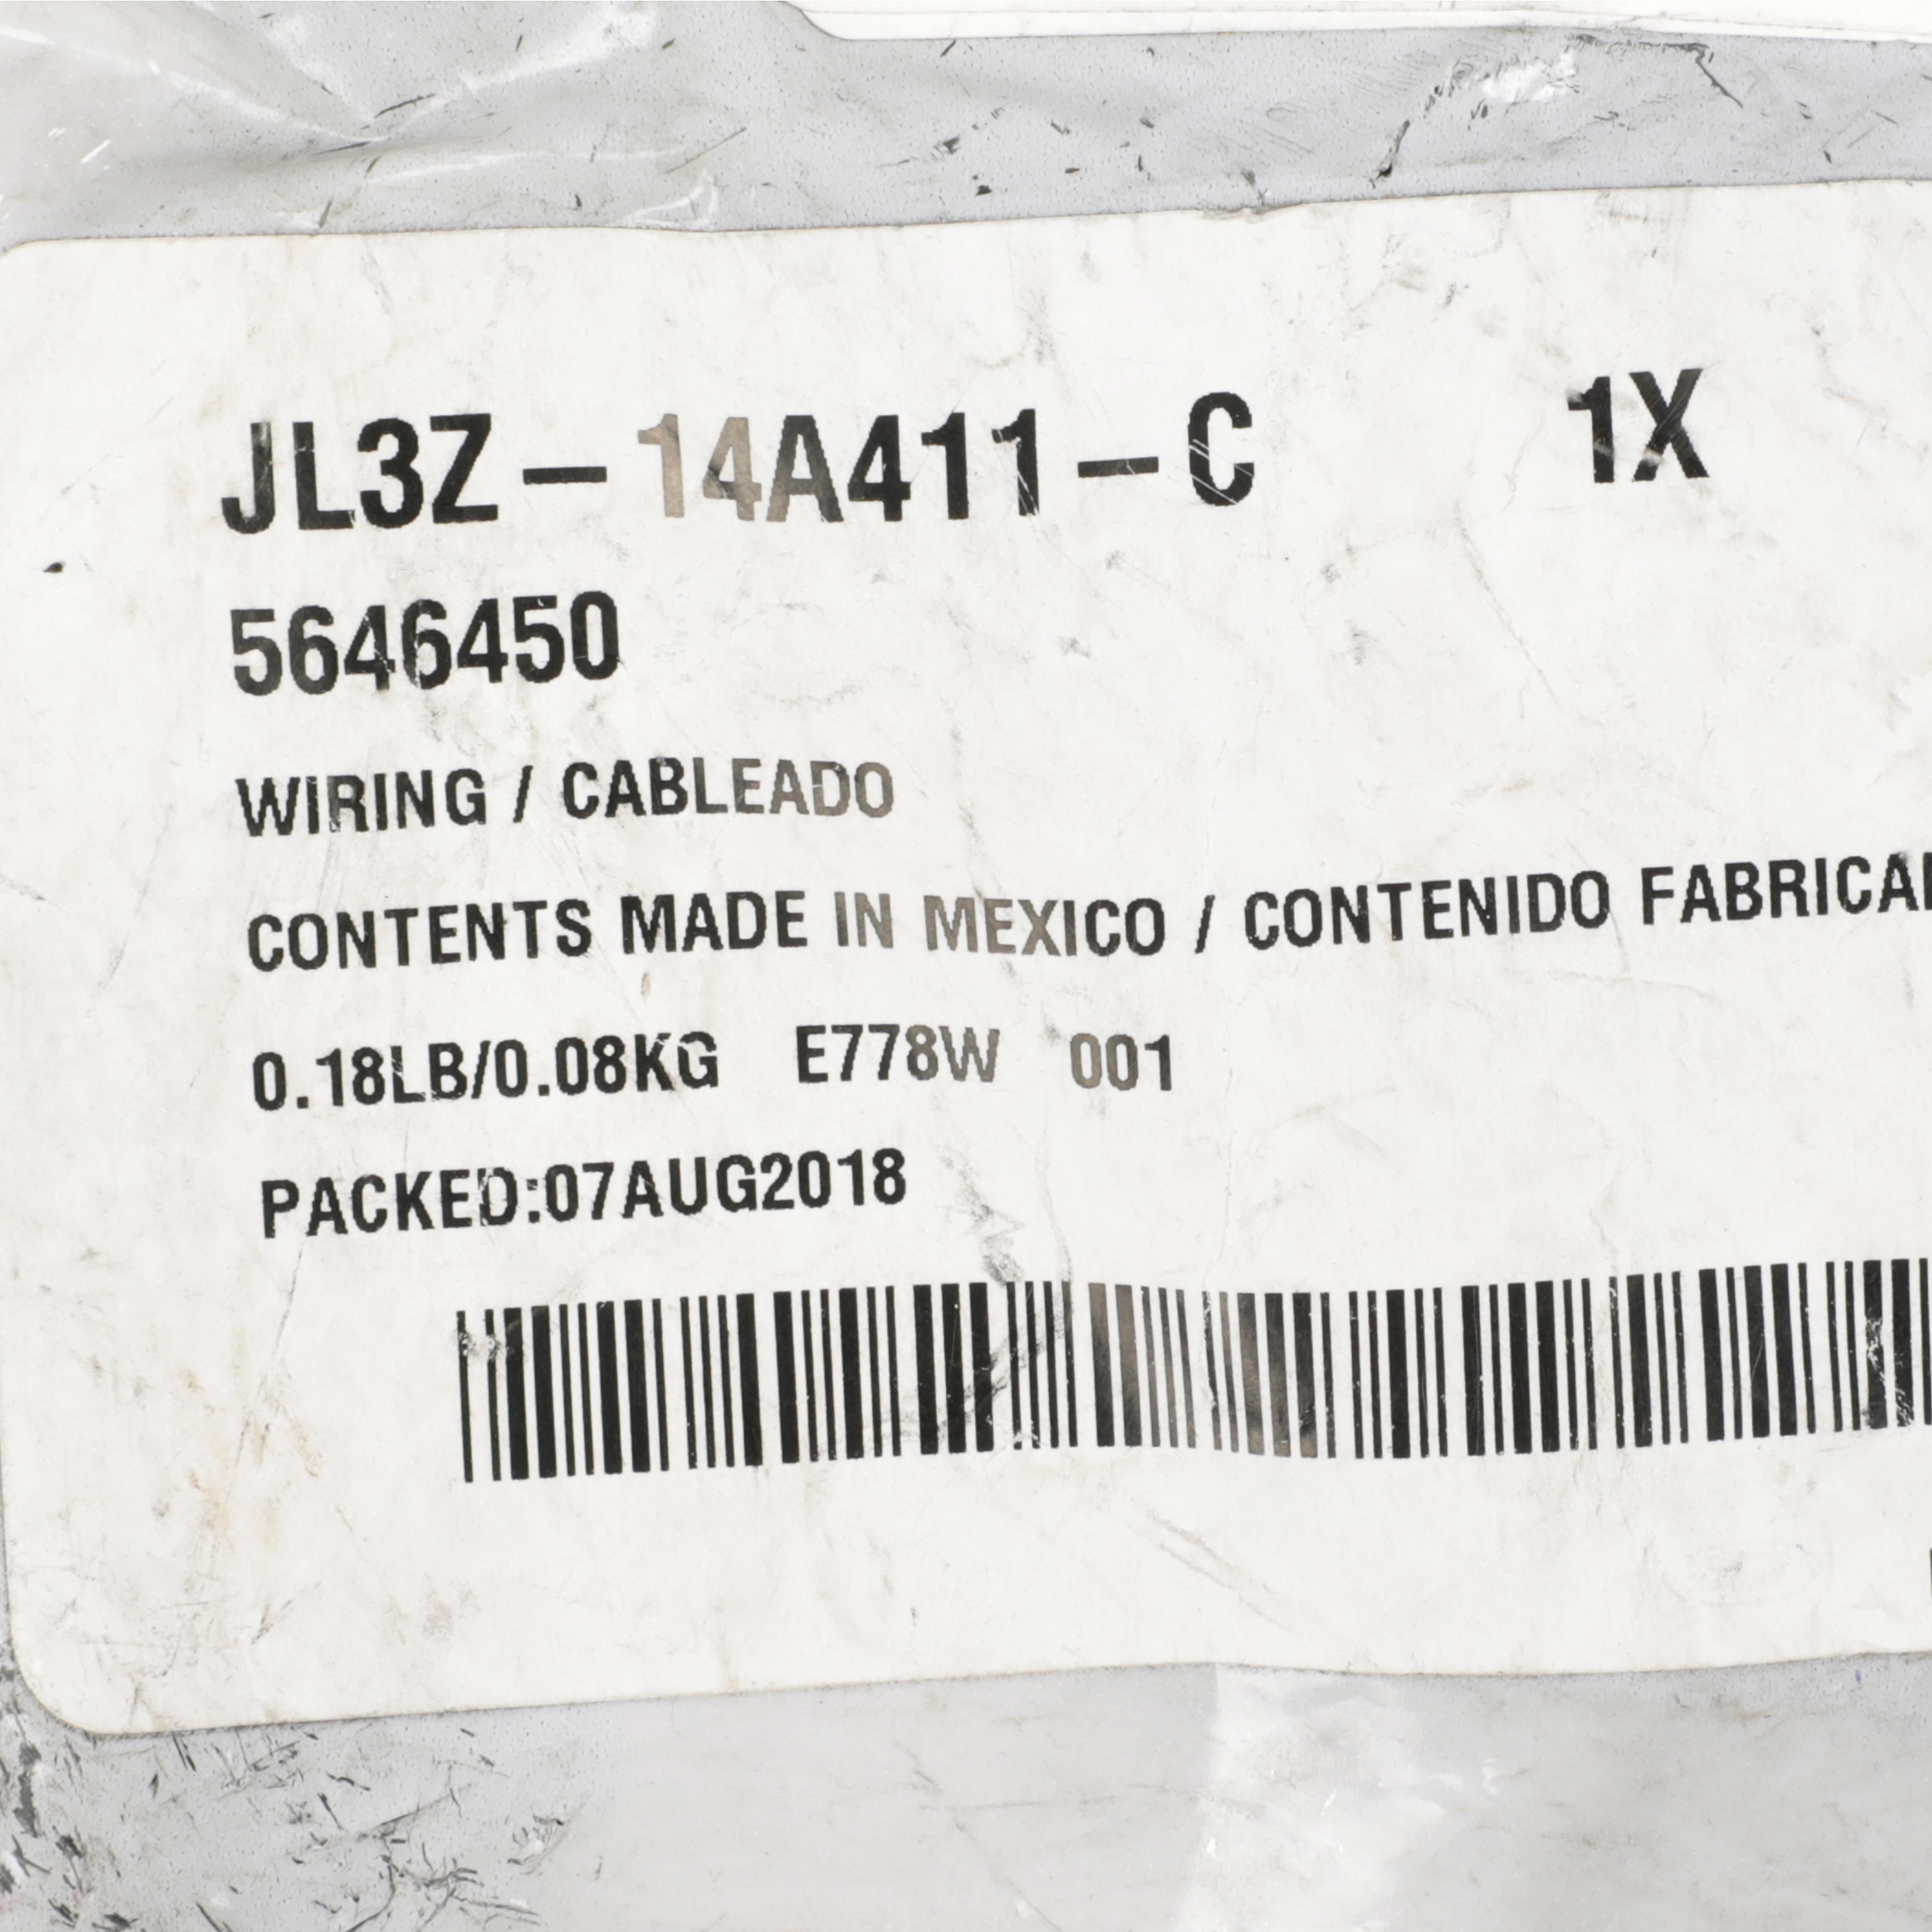 JL3Z-14A411-C 1X
5646450
WIRING / CABLEADO
CONTENTS MADE IN MEXICO / CONTENIDO
0.18LB/0.08KG E778W 001
PACKED:07AUG2018